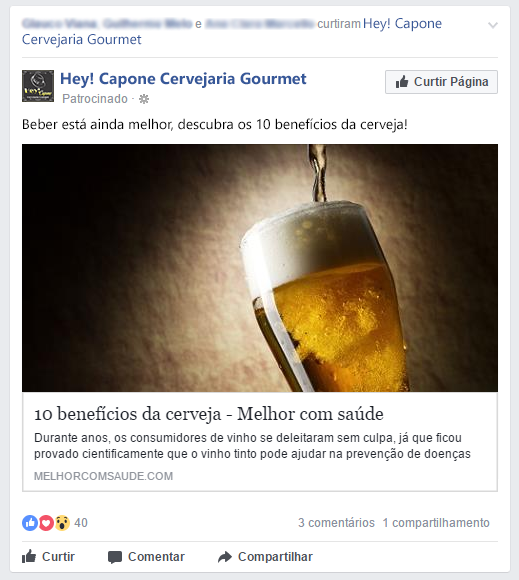 curtiram Hey! Capone
Cervejaria Gourmet
Hey! Capone Cervejaria Gourmet
Patrocinado ·
Curtir Página
Beber está ainda melhor, descubra os 10 benefícios da cerveja!
10 benefícios da cerveja - Melhor com saúde
Durante anos, os consumidores de vinho se deleitaram sem culpa, já que ficou
provado cientificamente que o vinho tinto pode ajudar na prevenção de doenças
MELHORCOMSAUDE.COM
40
3 comentários 1 compartilhamento
Curtir Comentar Compartilhar